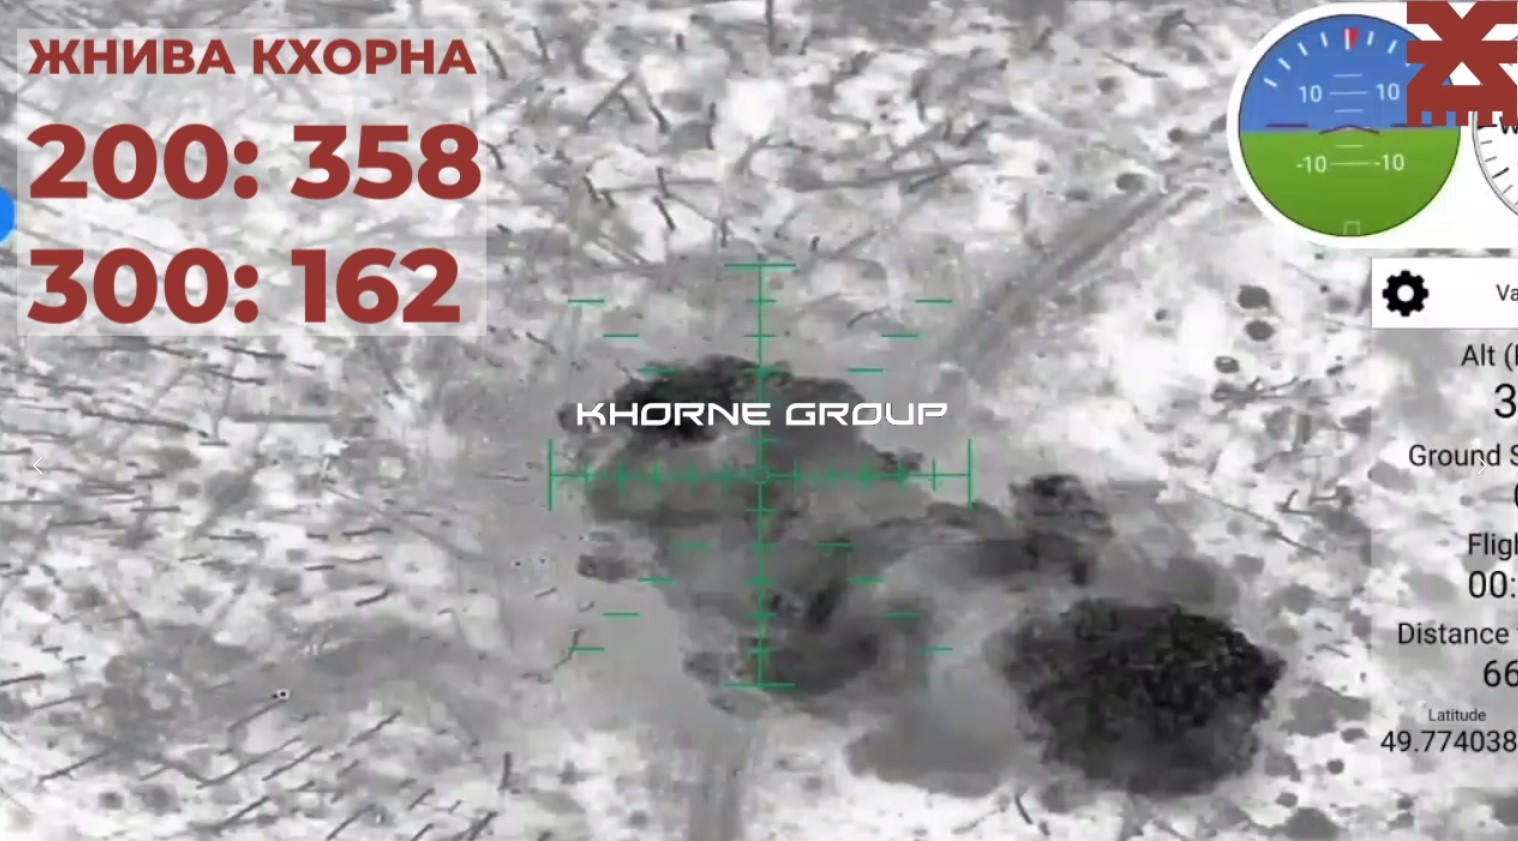 ЖНИВА КХОРНА
200: 358
300: 162
KHORNE GROUP
10 10
-10 -10
W
Va
Alt (
3
Ground S
Fligh
00:
Distance
66
Latitude
49.774038